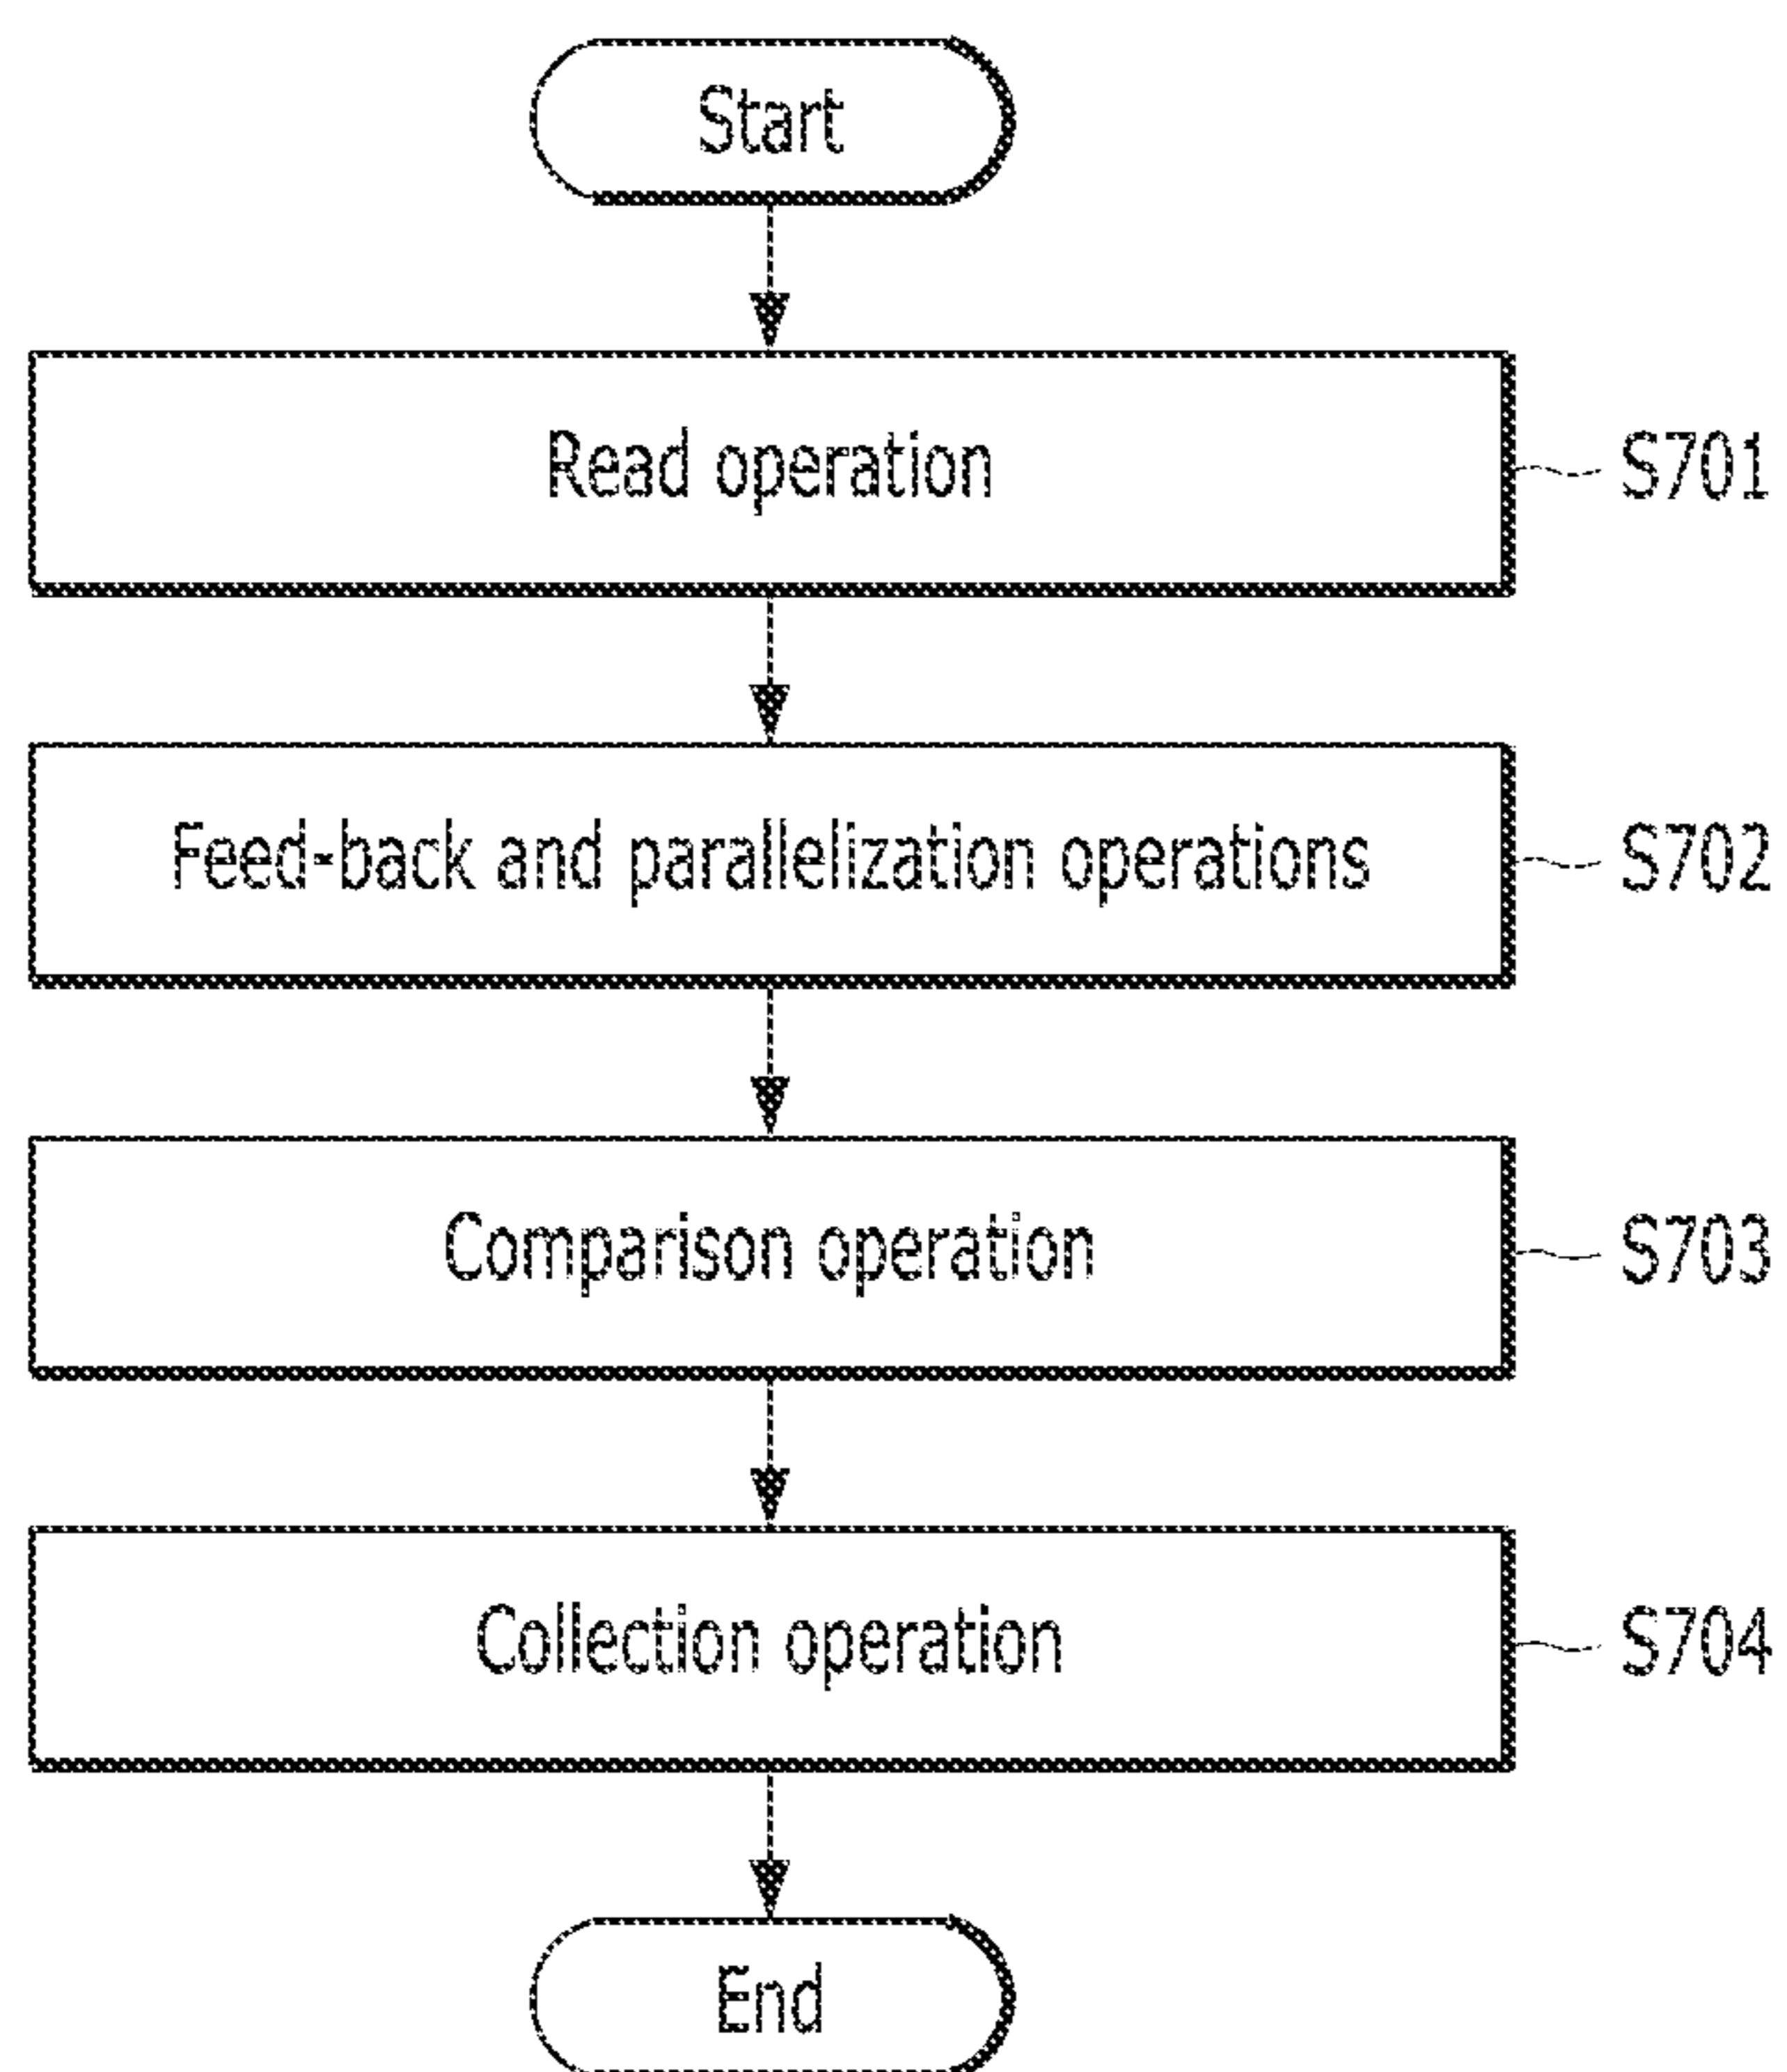 Start
Read operation
S701
Feed-back and parallelization operations
S702
Comparison operation
S703
Collection operation
S704
End